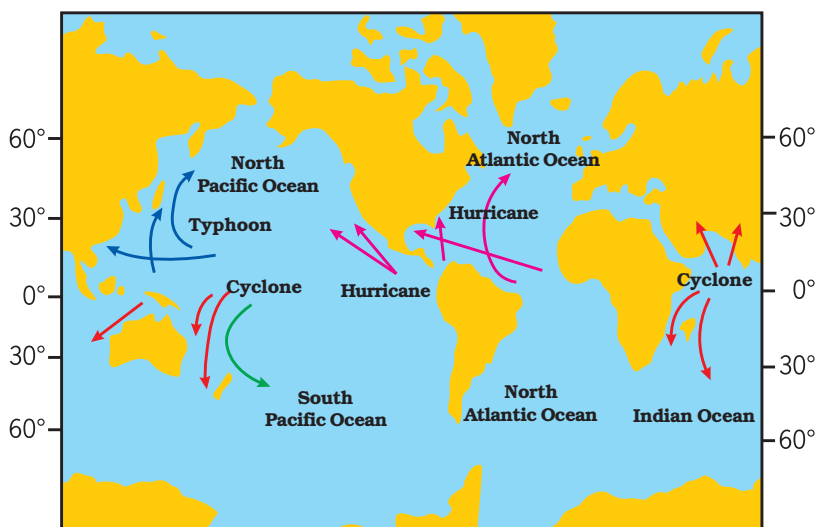 North
Atlantic Ocean
60°
60°
North
Pacific Ocean
30°
Typhoon
Hurricane
30°
0°
Cyclone
Hurricane
Cyclone
0°
30°
30°
South
Pacific Ocean
North
Atlantic Ocean
Indian Ocean
60°
60°